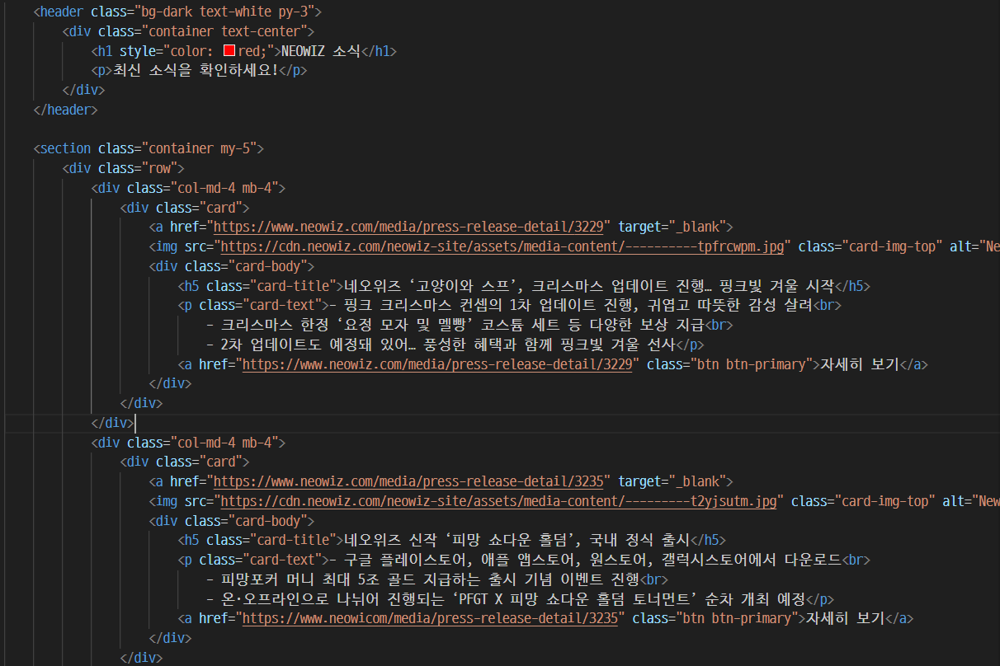 <header class="bg-dark text-white py-3">
<div class="container text-center">
<h1 style="color: red;">NEOWIZ 소식</h1>
<p>최신 소식을 확인하세요!</p>
</div>
</header>
<section class="container my-5">
<div class="row">
<div class="col-md-4 mb-4">
<div class="card">
<a href="https://www.neowiz.com/media/press-release-detail/3229" target="_blank">
<img src="https://cdn.neowiz.com/neowiz-site/assets/media-content/----------tpfrcwpm.jpg" class="card-img-top" alt="Ne
<div class="card-body">
<h5 class="card-title">네오위즈 ‘고양이와 스프’, 크리스마스 업데이트 진행… 핑크빛 겨울 시작</h5>
<p class="card-text">- 핑크 크리스마스 컨셉의 1차 업데이트 진행, 귀엽고 따뜻한 감성 살려<br>
- 크리스마스 한정 ‘요정 모자 및 멜빵’ 코스튬 세트 등 다양한 보상 지급<br>
- 2차 업데이트도 예정돼 있어… 풍성한 혜택과 함께 핑크빛 겨울 선사</p>
<a href="https://www.neowiz.com/media/press-release-detail/3229" class="btn btn-primary">자세히 보기</a>
</div>
</div>
</div>
<div class="col-md-4 mb-4">
<div class="card">
<a href="https://www.neowiz.com/media/press-release-detail/3235" target="_blank">
<img src="https://cdn.neowiz.com/neowiz-site/assets/media-content/---------t2yjsutm.jpg" class="card-img-top" alt="New
<div class="card-body">
<h5 class="card-title">네오위즈 신작 ‘피망 쇼다운 홀덤’, 국내 정식 출시</h5>
<p class="card-text">- 구글 플레이스토어, 애플 앱스토어, 원스토어, 갤럭시스토어에서 다운로드<br>
- 피망포커 머니 최대 5조 골드 지급하는 출시 기념 이벤트 진행<br>
- 온·오프라인으로 나뉘어 진행되는 ‘PFGT X 피망 쇼다운 홀덤 토너먼트’ 순차 개최 예정</p>
<a href="https://www.neowicom/media/press-release-detail/3235" class="btn btn-primary">자세히 보기</a>
</div>
</div>